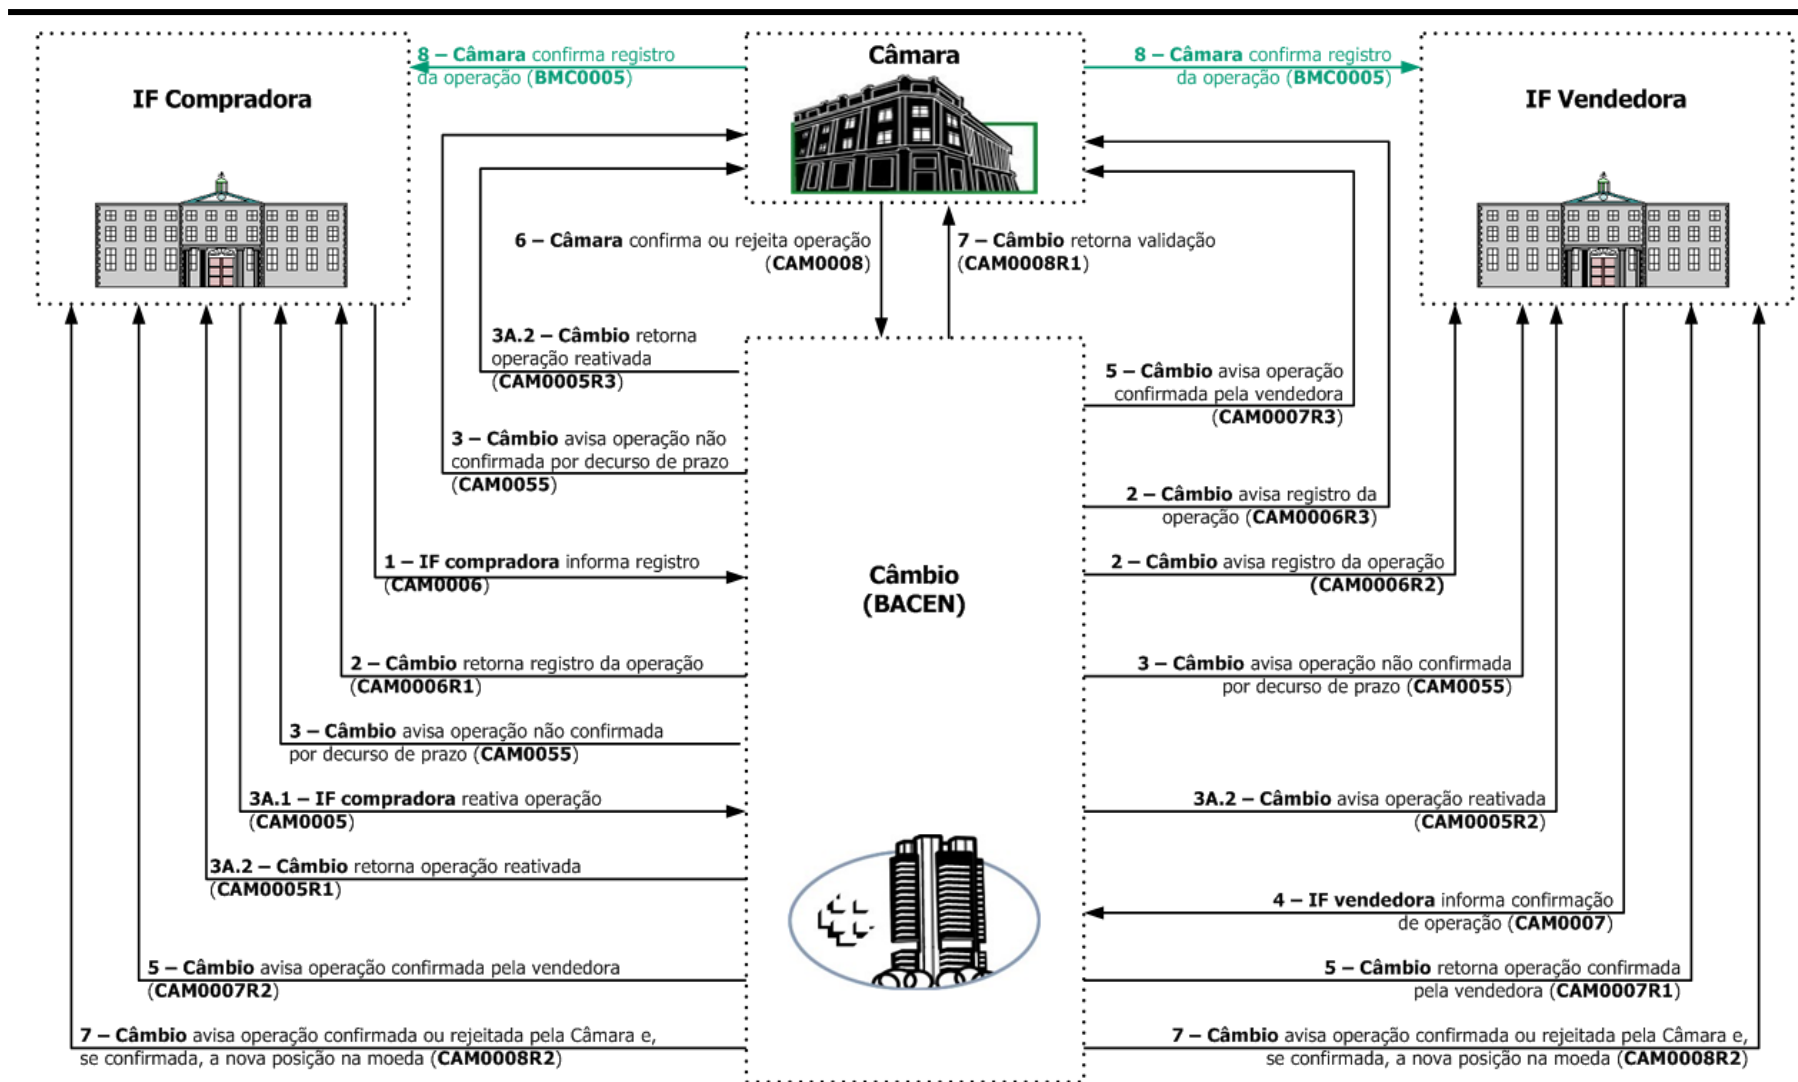 8 – Câmara confirma registro
da operação (BMC0005)
Câmara
8 – Câmara confirma registro
da operação (BMC0005)
IF Compradora
IF Vendedora
6 – Câmara confirma ou rejeita operação
(CAM0008)
7 – Câmbio retorna validação
(CAM0008R1)
3A.2 – Câmbio retorna
operação reativada
(CAM0005R3)
5 – Câmbio avisa operação
confirmada pela vendedora
(CAM0007R3)
3 – Câmbio avisa operação não
confirmada por decurso de prazo
(CAM0055)
2 – Câmbio avisa registro da
operação (CAM0006R3)
1 – IF compradora informa registro
(CAM0006)
Câmbio
(BACEN)
2 – Câmbio avisa registro da operação
(CAM0006R2)
2 – Câmbio retorna registro da operação
(CAM0006R1)
3 – Câmbio avisa operação não confirmada
por decurso de prazo (CAM0055)
3 – Câmbio avisa operação não confirmada
por decurso de prazo (CAM0055)
3A.1 – IF compradora reativa operação
(CAM0005)
3A.2 – Câmbio avisa operação reativada
(CAM0005R2)
3A.2 – Câmbio retorna operação reativada
(CAM0005R1)
4 – IF vendedora informa confirmação
de operação (CAM0007)
5 – Câmbio avisa operação confirmada pela vendedora
(CAM0007R2)
5 – Câmbio retorna operação confirmada
pela vendedora (CAM0007R1)
7 – Câmbio avisa operação confirmada ou rejeitada pela Câmara e,
se confirmada, a nova posição na moeda (CAM0008R2)
7 – Câmbio avisa operação confirmada ou rejeitada pela Câmara e,
se confirmada, a nova posição na moeda (CAM0008R2)